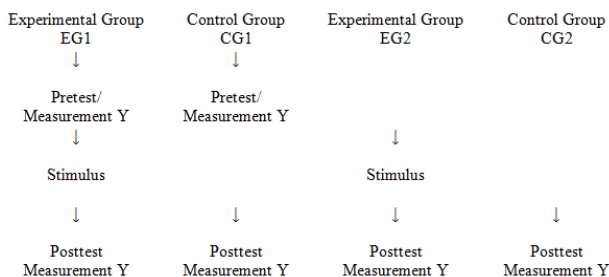 Experimental Group Control Group Experimental Group Control Group
EG1 CG1 EG2 CG2
↓ ↓
Pretest/ Pretest/
Measurement Y Measurement Y
↓ ↓
Stimulus Stimulus
↓ ↓ ↓ ↓
Posttest Posttest Posttest Posttest
Measurement Y Measurement Y Measurement Y Measurement Y